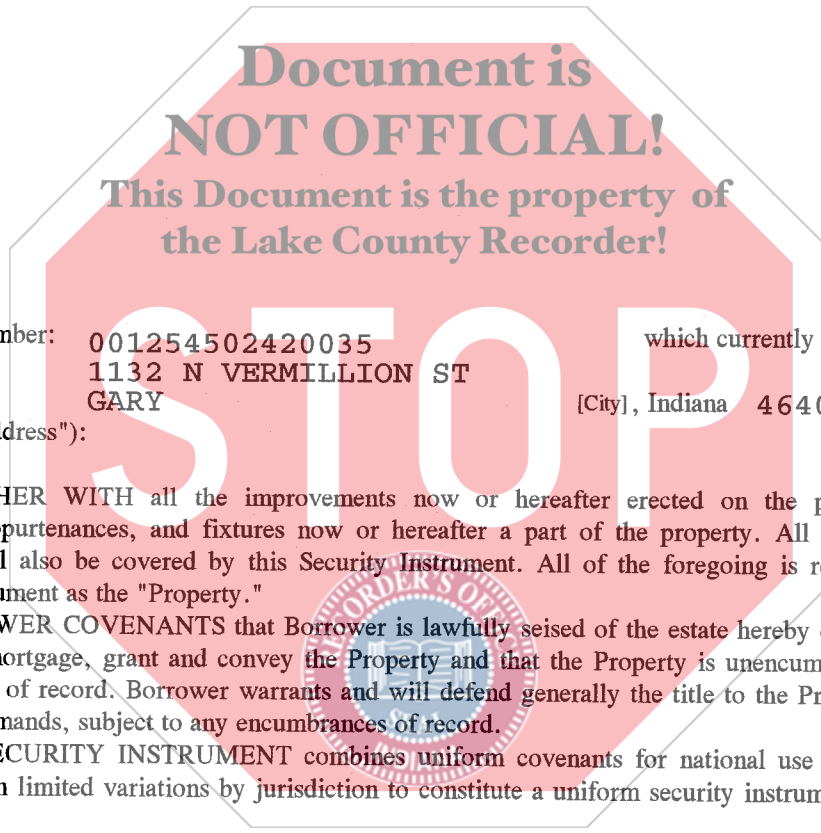 Document is
NOT OFFICIAL!
This Document is the property of
the Lake County Recorder!
STOP
mber: 001254502420035 which currently
1132 N VERMILLION ST
GARY [City], Indiana 4640
ldress"):
HER WITH all the improvements now or hereafter erected on the p
purtenances, and fixtures now or hereafter a part of the property. All
l also be covered by this Security Instrument. All of the foregoing is r
ument as the "Property."
WER COVENANTS that Borrower is lawfully seised of the estate hereby
nortgage, grant and convey the Property and that the Property is unencum
of record. Borrower warrants and will defend generally the title to the Pr
mands, subject to any encumbrances of record.
ECURITY INSTRUMENT combines uniform covenants for national use
n limited variations by jurisdiction to constitute a uniform security instrum
RECORDER'S OFFICE
SEAL